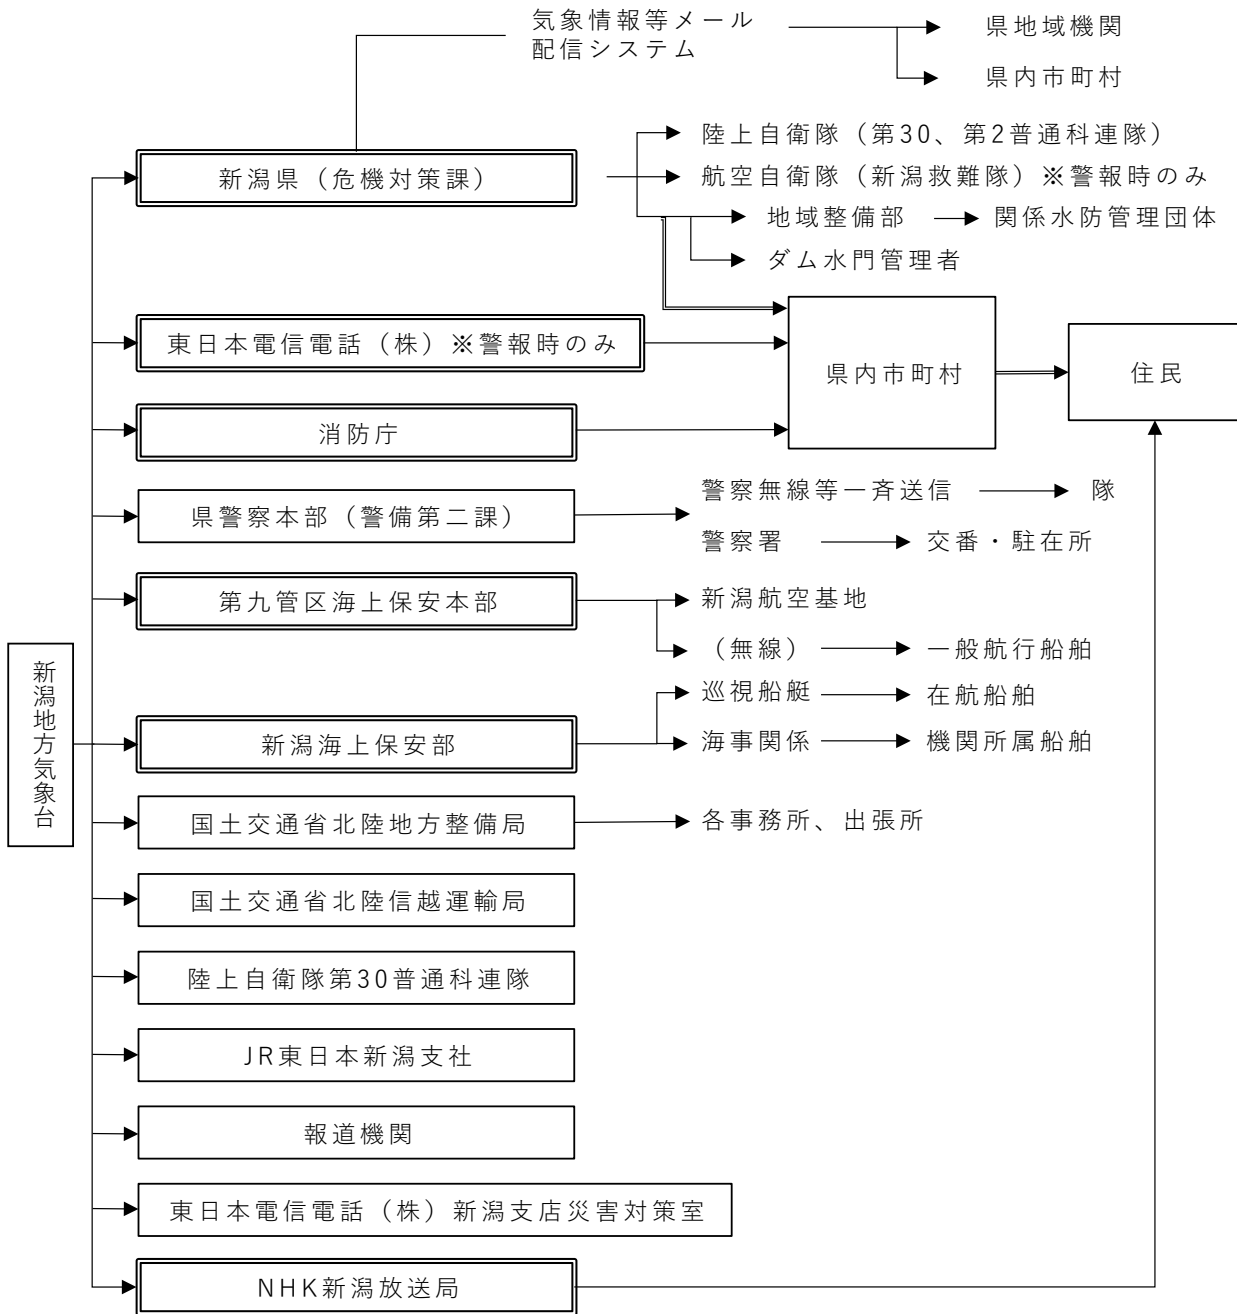 気象情報等メール
配信システム
県地域機関
県内市町村
陸上自衛隊（第30、第2普通科連隊）
新潟県（危機対策課）
航空自衛隊（新潟救難隊）※警報時のみ
地域整備部
関係水防管理団体
ダム水門管理者
東日本電信電話（株）※警報時のみ
県内市町村
住民
消防庁
県警察本部（警備第二課）
警察無線等一斉送信
隊
警察署
交番・駐在所
第九管区海上保安本部
新潟航空基地
（無線）
一般航行船舶
新潟地方気象台
新潟海上保安部
巡視船艇
在航船舶
海事関係
機関所属船舶
国土交通省北陸地方整備局
各事務所、出張所
国土交通省北陸信越運輸局
陸上自衛隊第30普通科連隊
JR東日本新潟支社
報道機関
東日本電信電話（株）新潟支店災害対策室
NHK新潟放送局